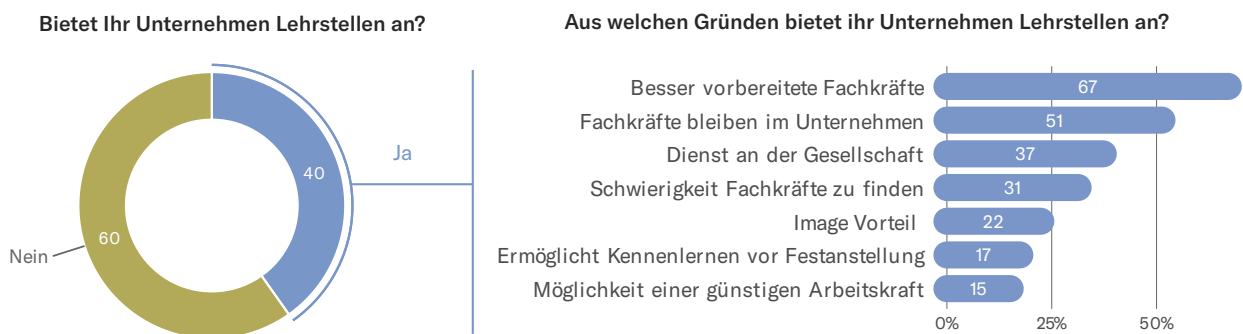 Bietet Ihr Unternehmen Lehrstellen an?
Ja
40
60
Nein
Aus welchen Gründen bietet ihr Unternehmen Lehrstellen an?
Besser vorbereitete Fachkräfte 67
Fachkräfte bleiben im Unternehmen 51
Dienst an der Gesellschaft 37
Schwierigkeit Fachkräfte zu finden 31
Image Vorteil 22
Ermöglicht Kennenlernen vor Festanstellung 17
Möglichkeit einer günstigen Arbeitskraft 15
0% 25% 50%